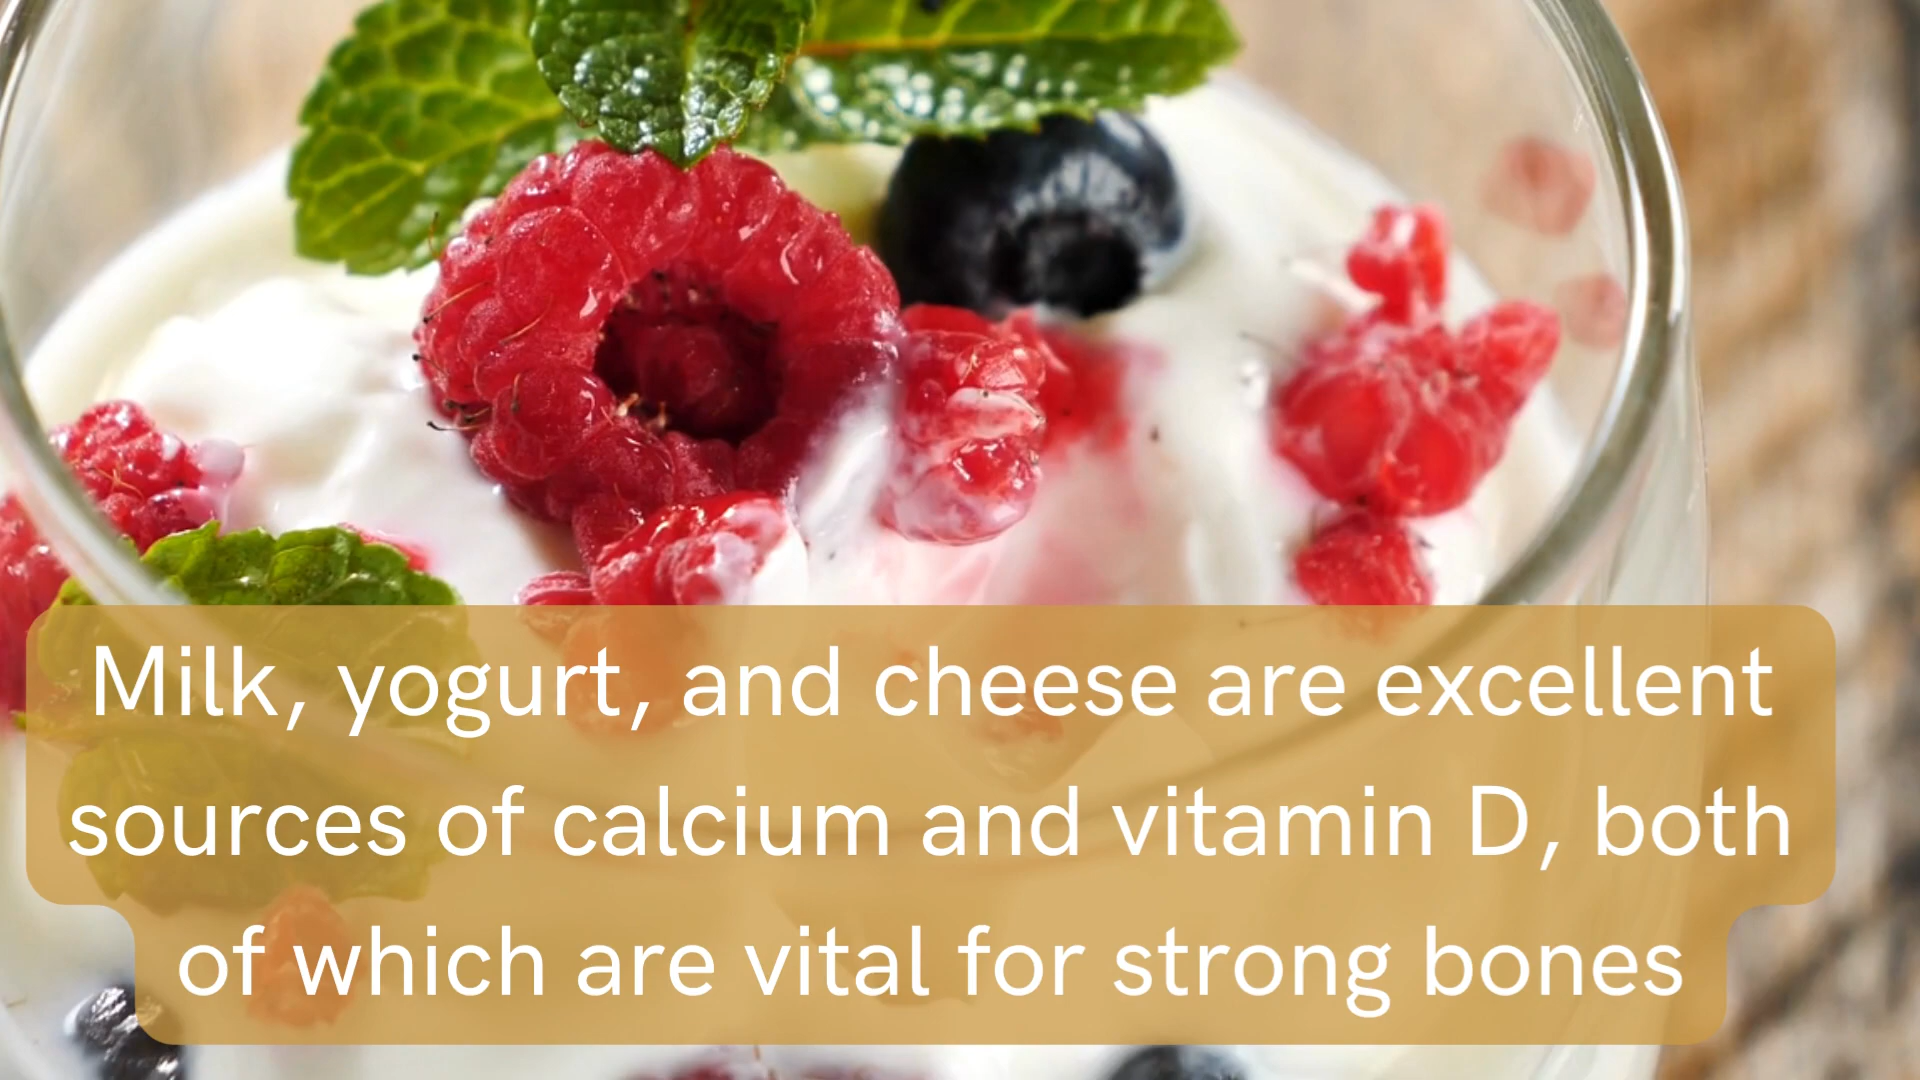 Milk, yogurt, and cheese are excellent
sources of calcium and vitamin D, both
of which are vital for strong bones